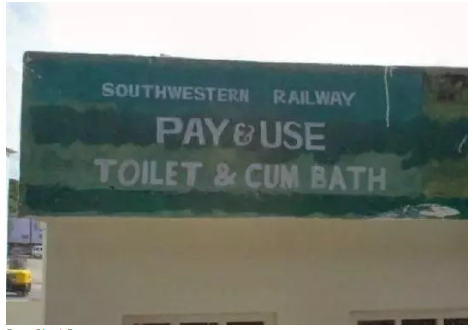 SOUTHWESTERN RAILWAY
PAY & USE
TOILET & CUM BATH